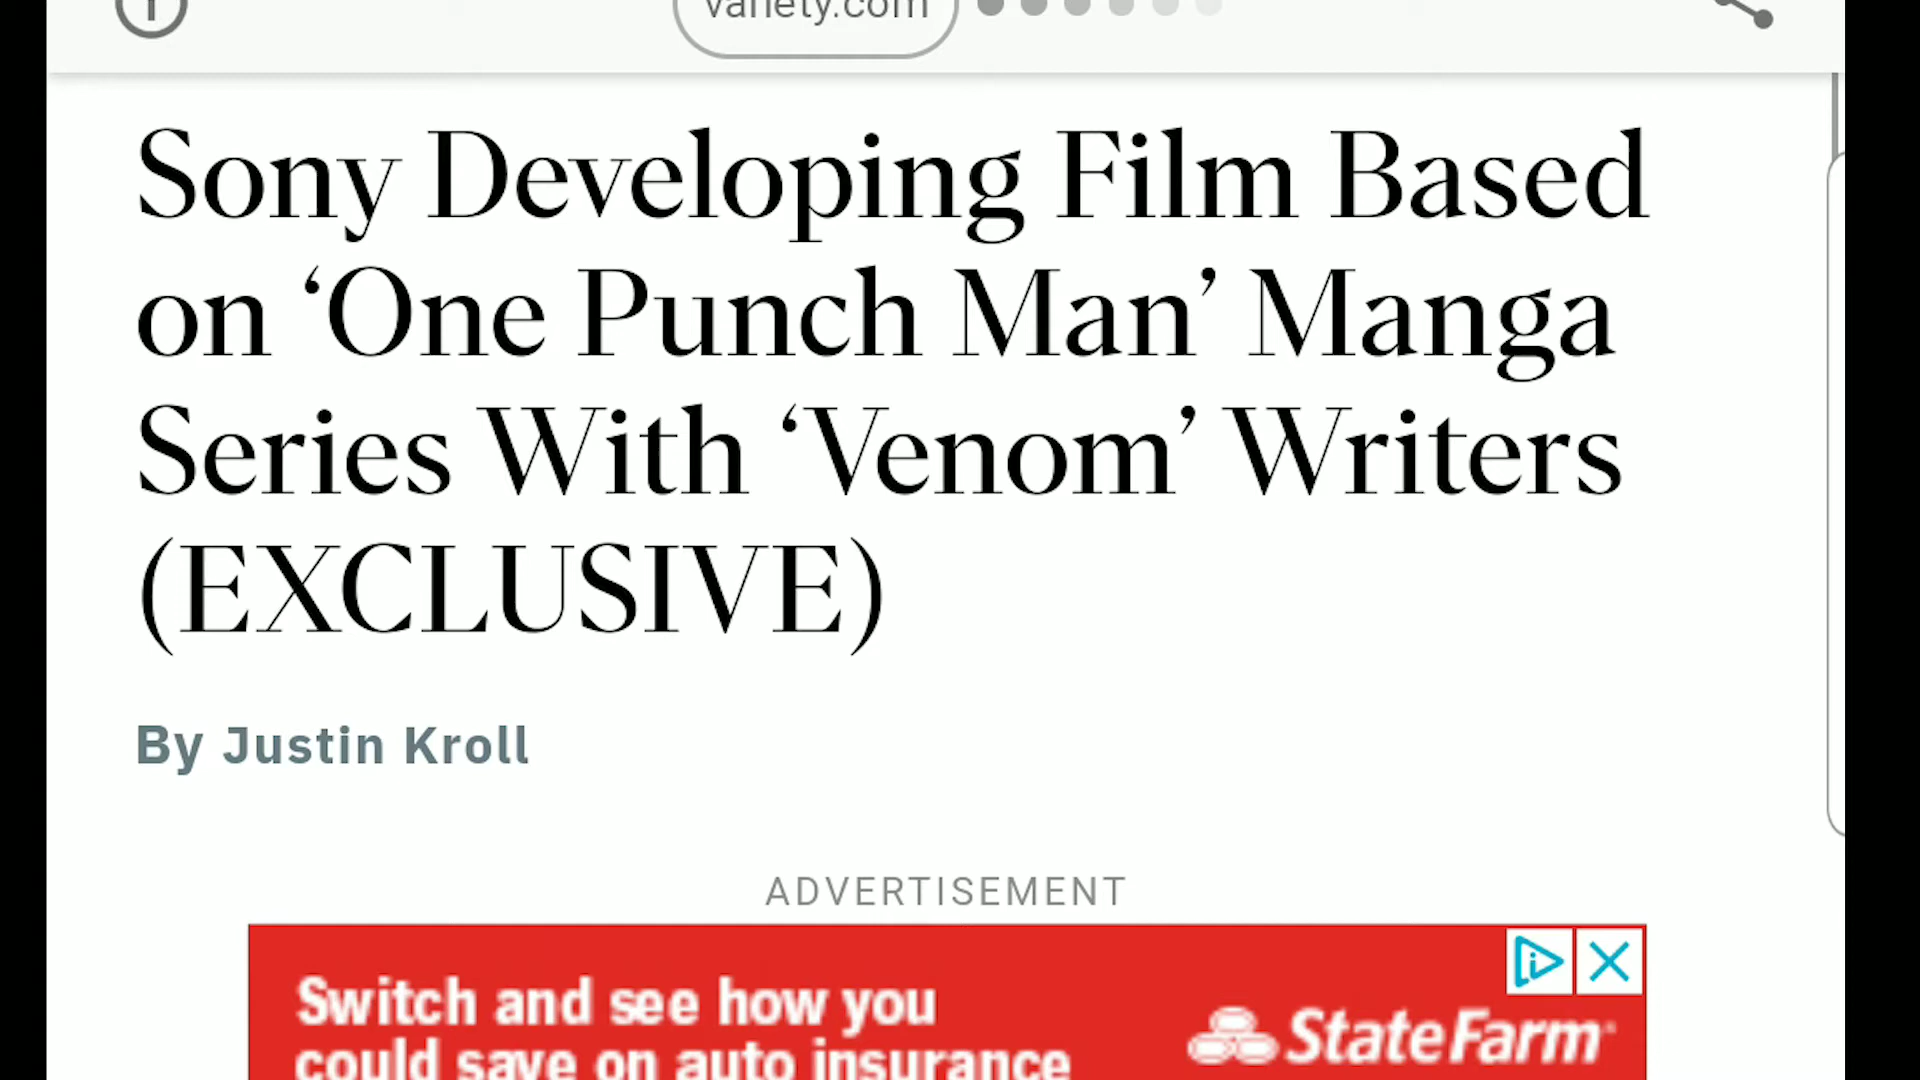 variety.com
Sony Developing Film Based
on ‘One Punch Man’ Manga
Series With ‘Venom’ Writers
(EXCLUSIVE)
By Justin Kroll
ADVERTISEMENT
Switch and see how you
could save on auto insurance
StateFarm